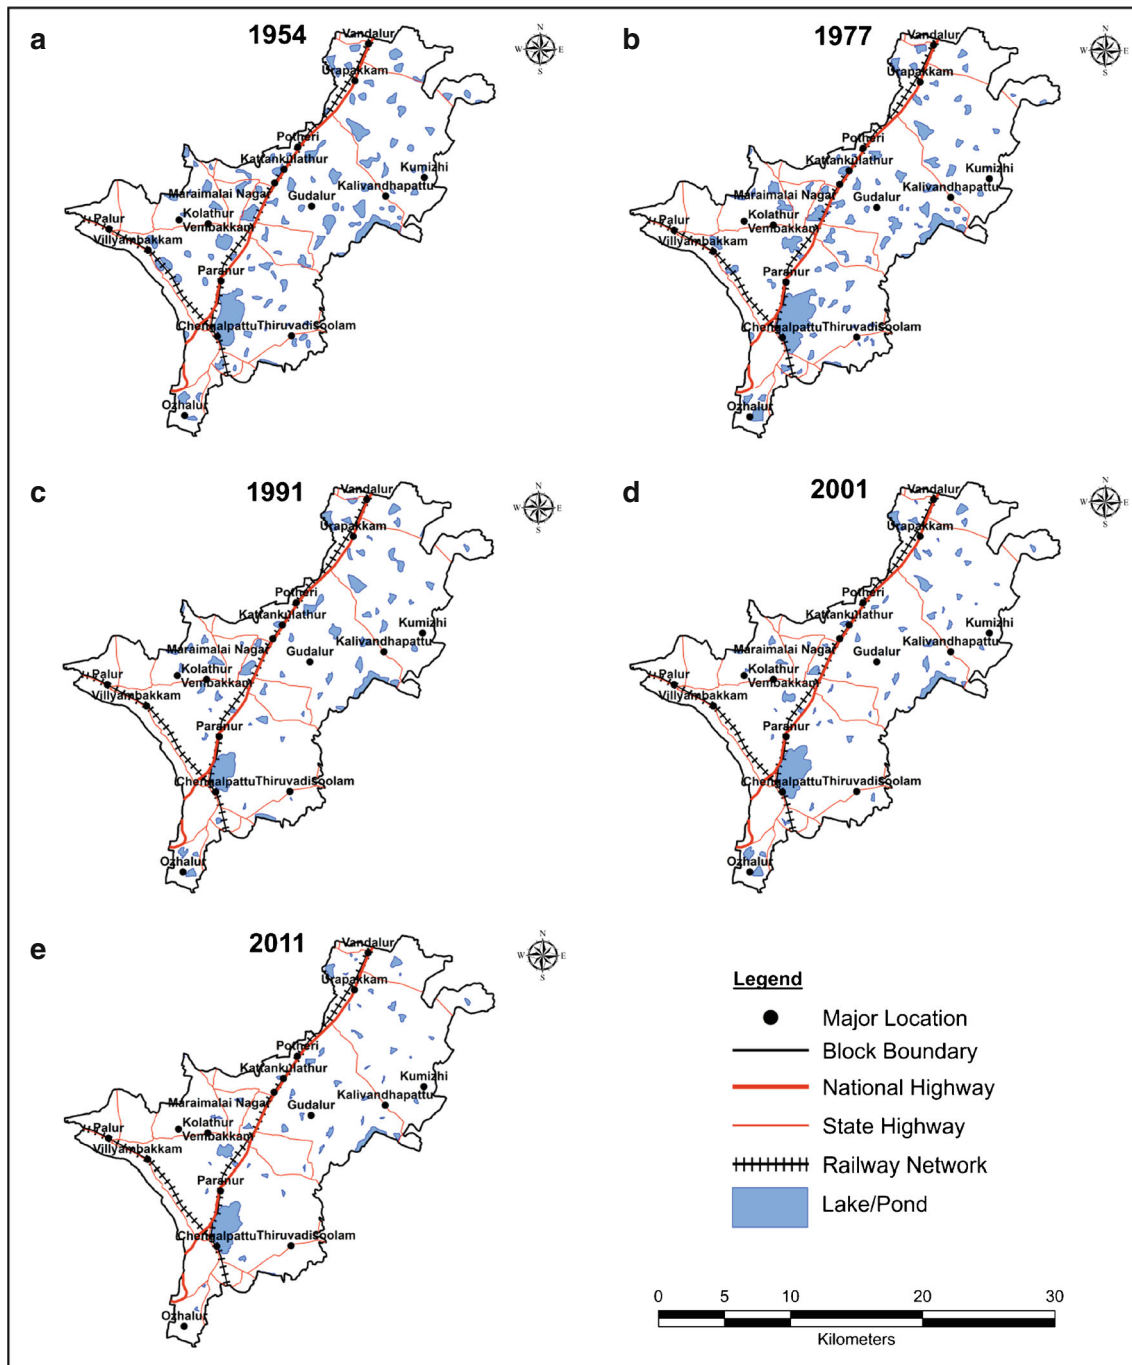 a
1954
N
W E
S
Vandalur
Urapakkam
Potheri
Kattankulathur
Kumizhi
Maraimalai Nagar
Kalivandhapattu
Gudalur
Kolathur
Palur
Vembakkam
Villyambakkam
Paranur
Chengalpattu
Thiruvadisoolam
Ozhalur
b
1977
N
W E
S
Vandalur
Urapakkam
Potheri
Kattankulathur
Kumizhi
Maraimalai Nagar
Kalivandhapattu
Gudalur
Kolathur
Palur
Vembakkam
Villyambakkam
Paranur
Chengalpattu
Thiruvadisoolam
Ozhalur
c
1991
N
W E
S
Vandalur
Urapakkam
Potheri
Kattankulathur
Kumizhi
Maraimalai Nagar
Kalivandhapattu
Gudalur
Kolathur
Palur
Vembakkam
Villyambakkam
Paranur
Chengalpattu
Thiruvadisoolam
Ozhalur
d
2001
N
W E
S
Vandalur
Urapakkam
Potheri
Kattankulathur
Kumizhi
Maraimalai Nagar
Kalivandhapattu
Gudalur
Kolathur
Palur
Vembakkam
Villyambakkam
Paranur
Chengalpattu
Thiruvadisoolam
Ozhalur
e
2011
N
W E
S
Vandalur
Urapakkam
Potheri
Kattankulathur
Kumizhi
Maraimalai Nagar
Kalivandhapattu
Gudalur
Kolathur
Palur
Vembakkam
Villyambakkam
Paranur
Chengalpattu
Thiruvadisoolam
Ozhalur
Legend
Major Location
Block Boundary
National Highway
State Highway
Railway Network
Lake/Pond
0 5 10 20 30
Kilometers